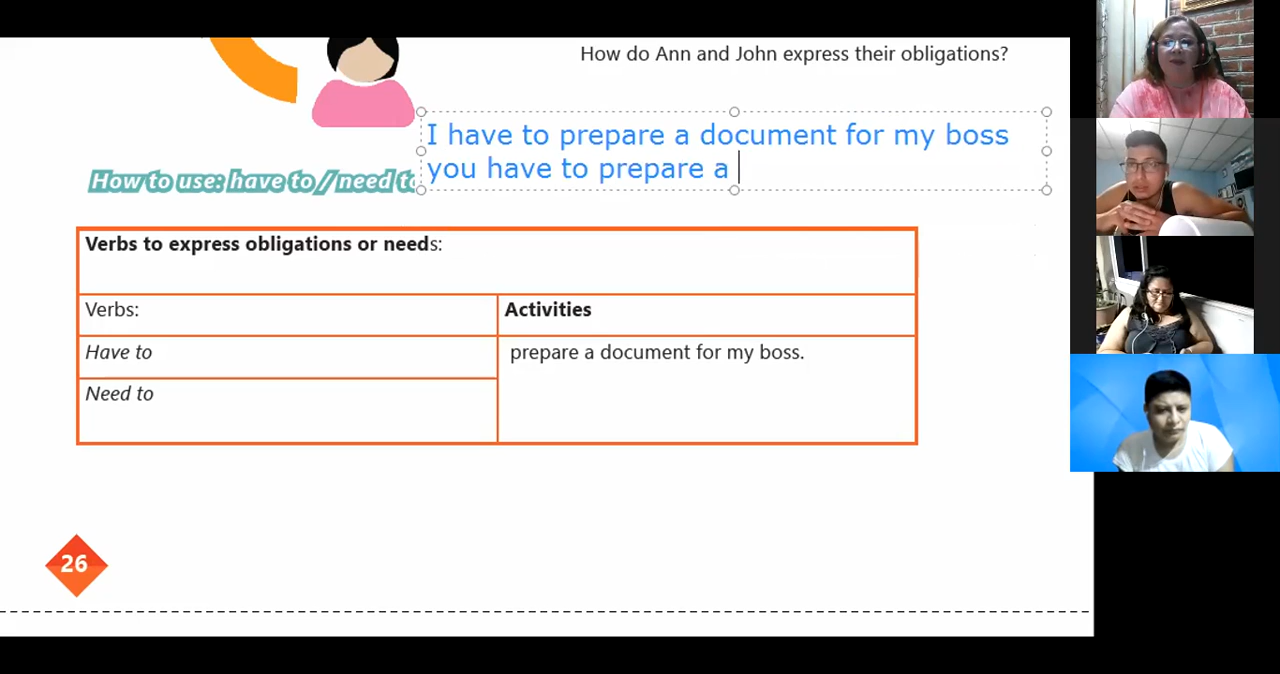 How do Ann and John express their obligations?
I have to prepare a document for my boss
you have to prepare a
How to use: have to / need to
Verbs to express obligations or needs:
Verbs:
Activities
Have to
prepare a document for my boss.
Need to
26